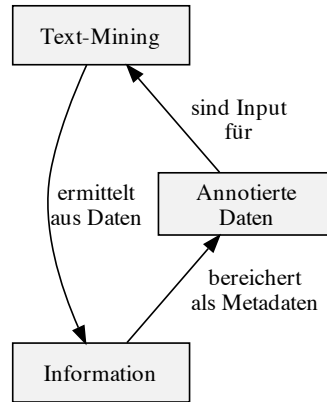 Text-Mining
sind Input
für
ermittelt
aus Daten
Annotierte
Daten
bereichert
als Metadaten
Information